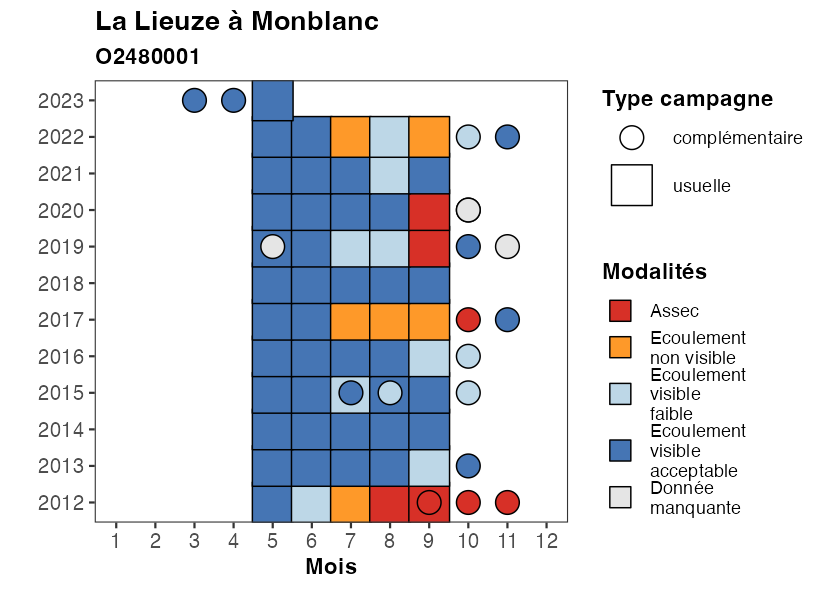 La Lieuze à Monblanc
O2480001
2023
2022
2021
2020
2019
2018
2017
2016
2015
2014
2013
2012
1 2 3 4 5 6 7 8 9 10 11 12
Mois
Type campagne
complémentaire
usuelle
Modalités
Assec
Ecoulement
non visible
Ecoulement
visible
faible
Ecoulement
visible
acceptable
Donnée
manquante